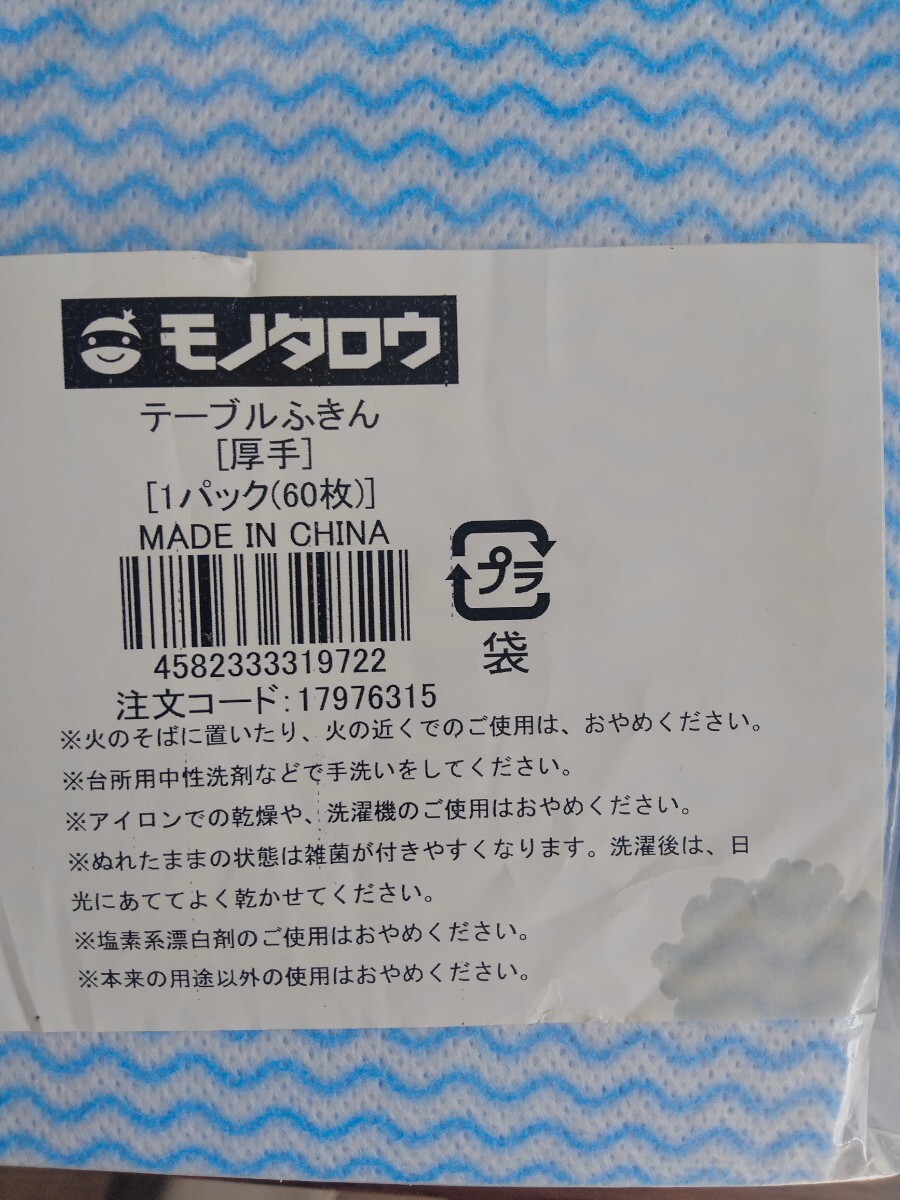 モノタロウ
テーブルふきん
[厚手]
[1パック(60枚)]
MADE IN CHINA
プラ
袋
4582333319722
注文コード:17976315
※火のそばに置いたり、火の近くでのご使用は、おやめください。
※台所用中性洗剤などで手洗いをしてください。
※アイロンでの乾燥や、洗濯機のご使用はおやめください。
※ぬれたままの状態は雑菌が付きやすくなります。洗濯後は、日
光にあててよく乾かせてください。
※塩素系漂白剤のご使用はおやめください。
※本来の用途以外の使用はおやめください。